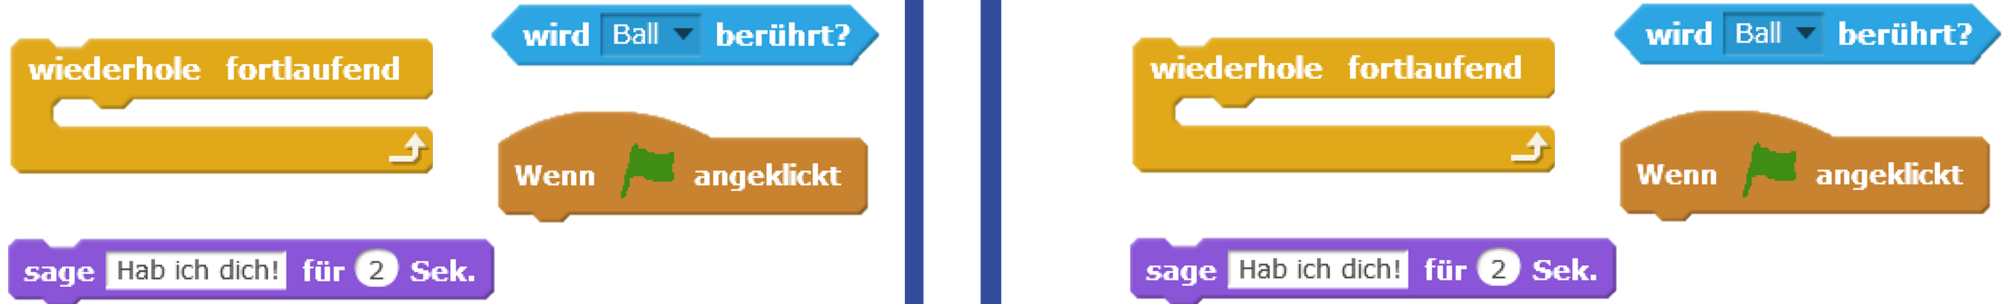 wird Ball berührt?
wiederhole fortlaufend
Wenn angeklickt
sage Hab ich dich! für 2 Sek.
wird Ball berührt?
wiederhole fortlaufend
Wenn angeklickt
sage Hab ich dich! für 2 Sek.